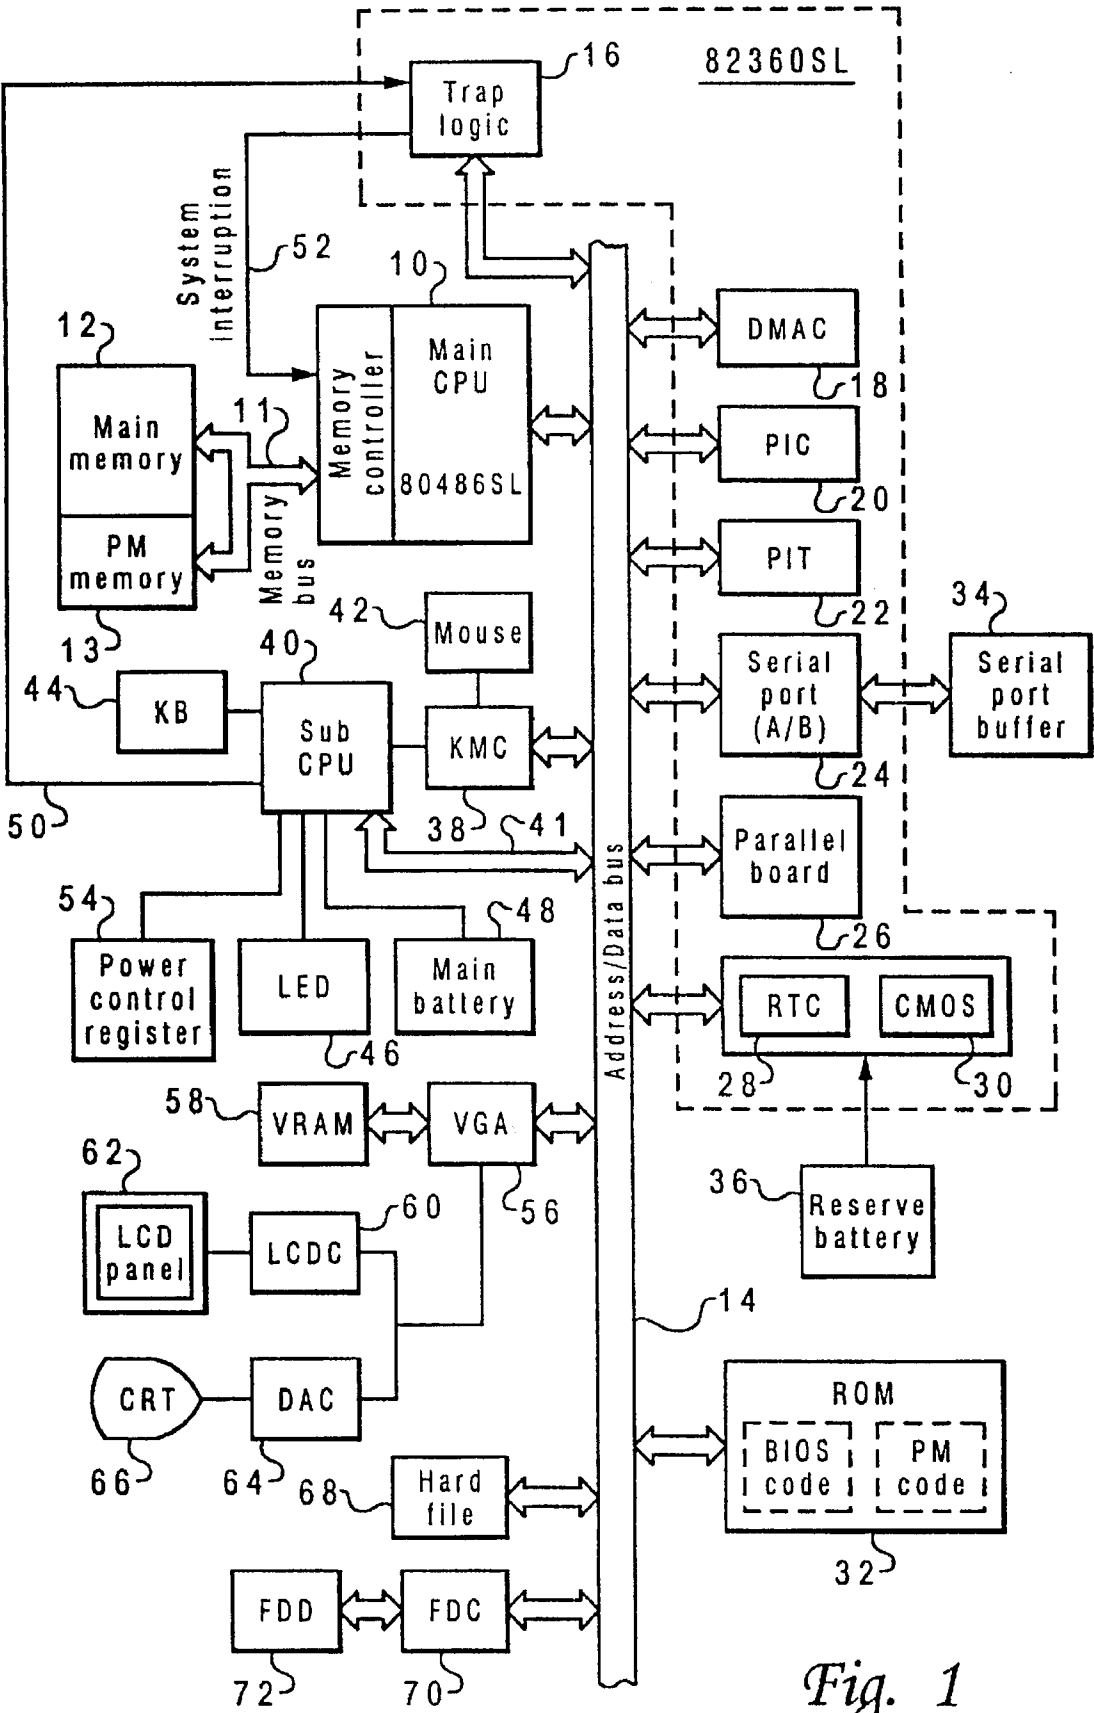 16
82360SL
Trap
logic
System
interruption
52
10
12
Main
CPU
80486SL
Memory
controller
DMAC
18
11
Main
memory
PM
memory
13
Memory
bus
PIC
20
PIT
22
42
Mouse
34
40
44
KB
Sub
CPU
KMC
38
Serial
port
(A/B)
24
Serial
port
buffer
50
41
Parallel
board
26
Address/Data bus
54
Power
control
register
LED
46
48
Main
battery
RTC
CMOS
28
30
58
VRAM
VGA
56
36
Reserve
battery
62
LCD
panel
LCDC
60
14
CRT
66
DAC
64
ROM
BIOS
code
PM
code
32
68
Hard
file
FDD
72
FDC
70
Fig. 1